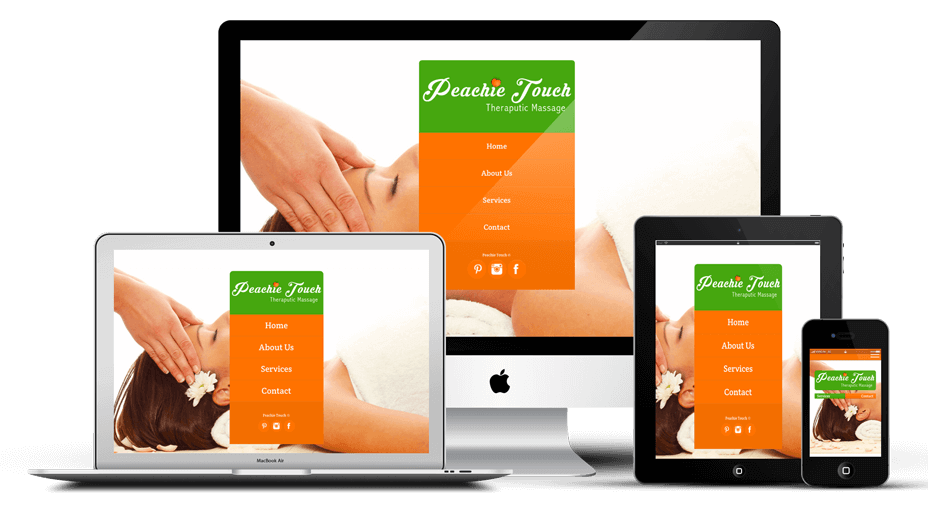 Peachie Touch
Theraputic Massage
Home
About Us
Services
Contact
Peachie Touch ©
Peachie Touch
Theraputic Massage
Home
About Us
Services
Contact
Peachie Touch ©
MacBook Air
Peachie Touch
Theraputic Massage
Home
About Us
Services
Contact
Peachie Touch ©
Peachie Touch
Theraputic Massage
Services
Contact